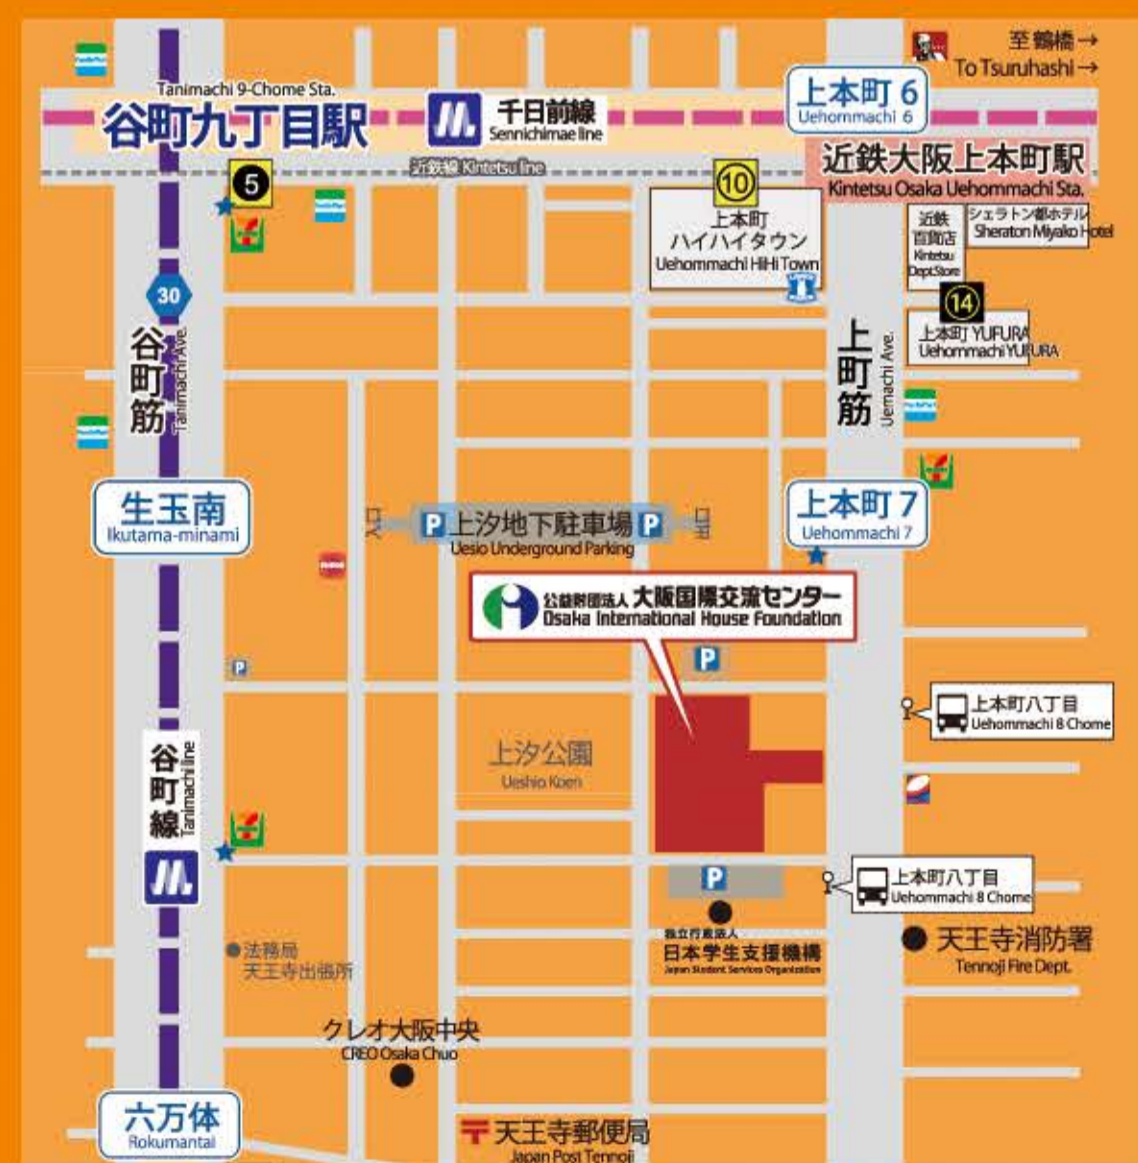 至 鶴橋 →
To Tsuruhashi →
Tanimachi 9-Chome Sta.
谷町九丁目駅
千日前線
Sennichimae line
上本町 6
Uehommachi 6
近鉄線 Kintetsu line
近鉄大阪上本町駅
Kintetsu Osaka Uehommachi Sta.
5
10
上本町
ハイハイタウン
Uehommachi HiHi Town
近鉄
百貨店
Kintetsu
Dept.Store
シェラトン都ホテル
Sheraton Miyako Hotel
14
上本町 YUFURA
Uehommachi YUFURA
30
谷町筋
Tanimachi Ave.
上町筋
Uemachi Ave.
生玉南
Ikutama-minami
入口
P
上汐地下駐車場
P
Uesio Underground Parking
出口
上本町 7
Uehommachi 7
公益財団法人 大阪国際交流センター
Osaka International House Foundation
P
P
上本町八丁目
Uehommachi 8 Chome
上汐公園
Ueshio Koen
谷町線
Tanimachi line
P
上本町八丁目
Uehommachi 8 Chome
独立行政法人
日本学生支援機構
Japan Student Services Organization
天王寺消防署
Tennoji Fire Dept.
法務局
天王寺出張所
クレオ大阪中央
CREO Osaka Chuo
六万体
Rokumantai
〒天王寺郵便局
Japan Post Tennoji